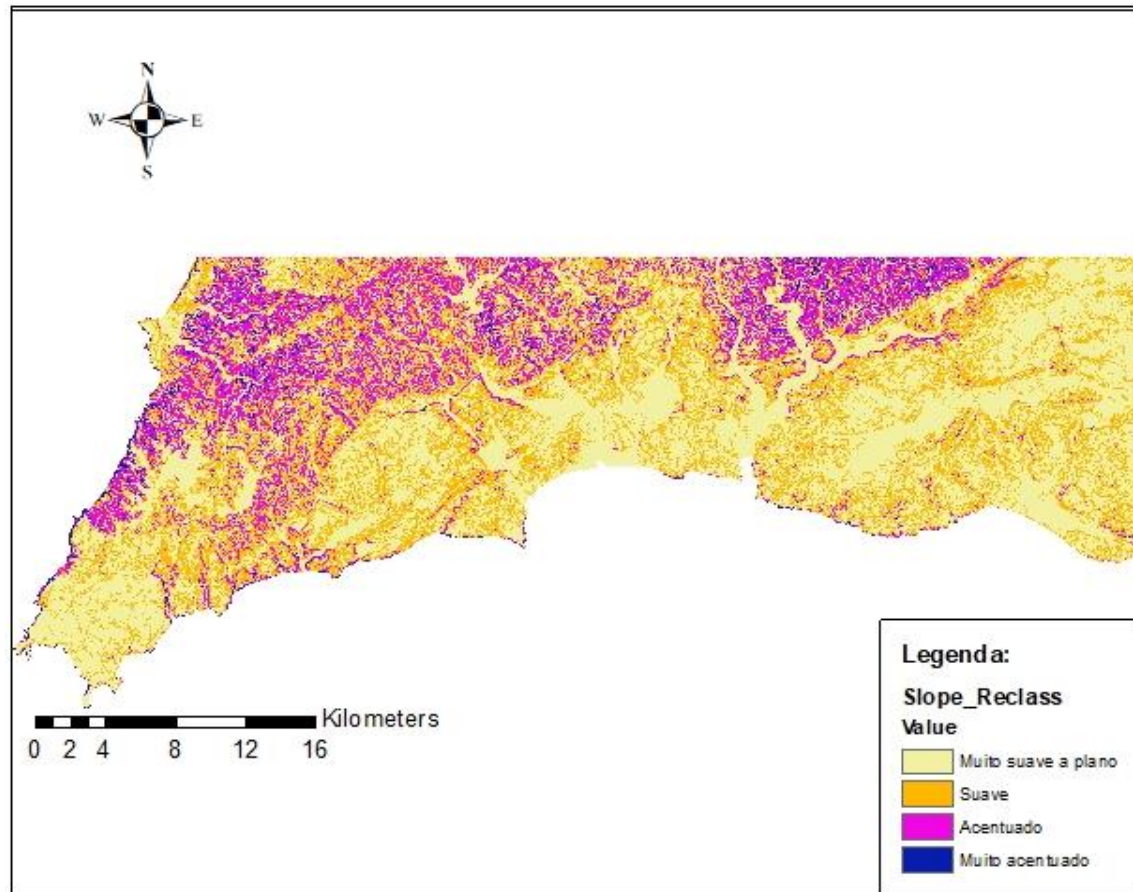 N
W E
S
Kilometers
0 2 4 8 12 16
Legenda:
Slope_Reclass
Value
Muito suave a plano
Suave
Acentuado
Muito acentuado